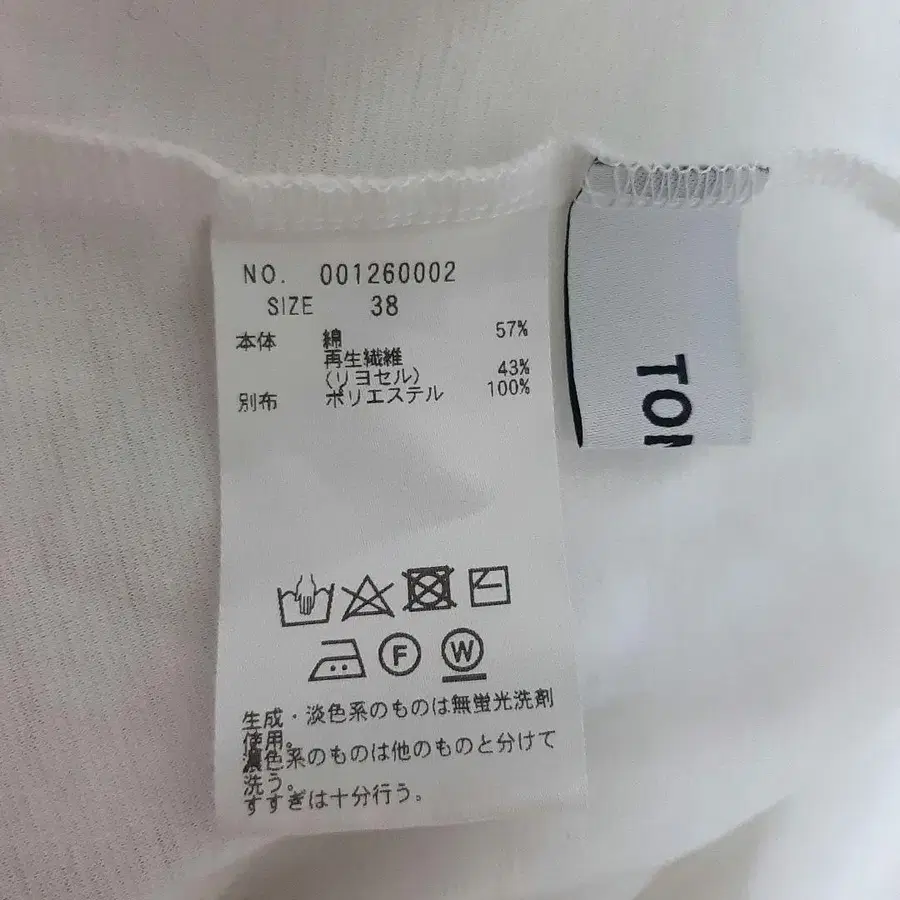 NO. 001260002
SIZE 38
本体 綿 57%
再生繊維
(リヨセル) 43%
別布 ポリエステル 100%
F W
生成・淡色系のものは無蛍光洗剤
使用。
濃色系のものは他のものと分けて
洗う。
すすぎは十分行う。